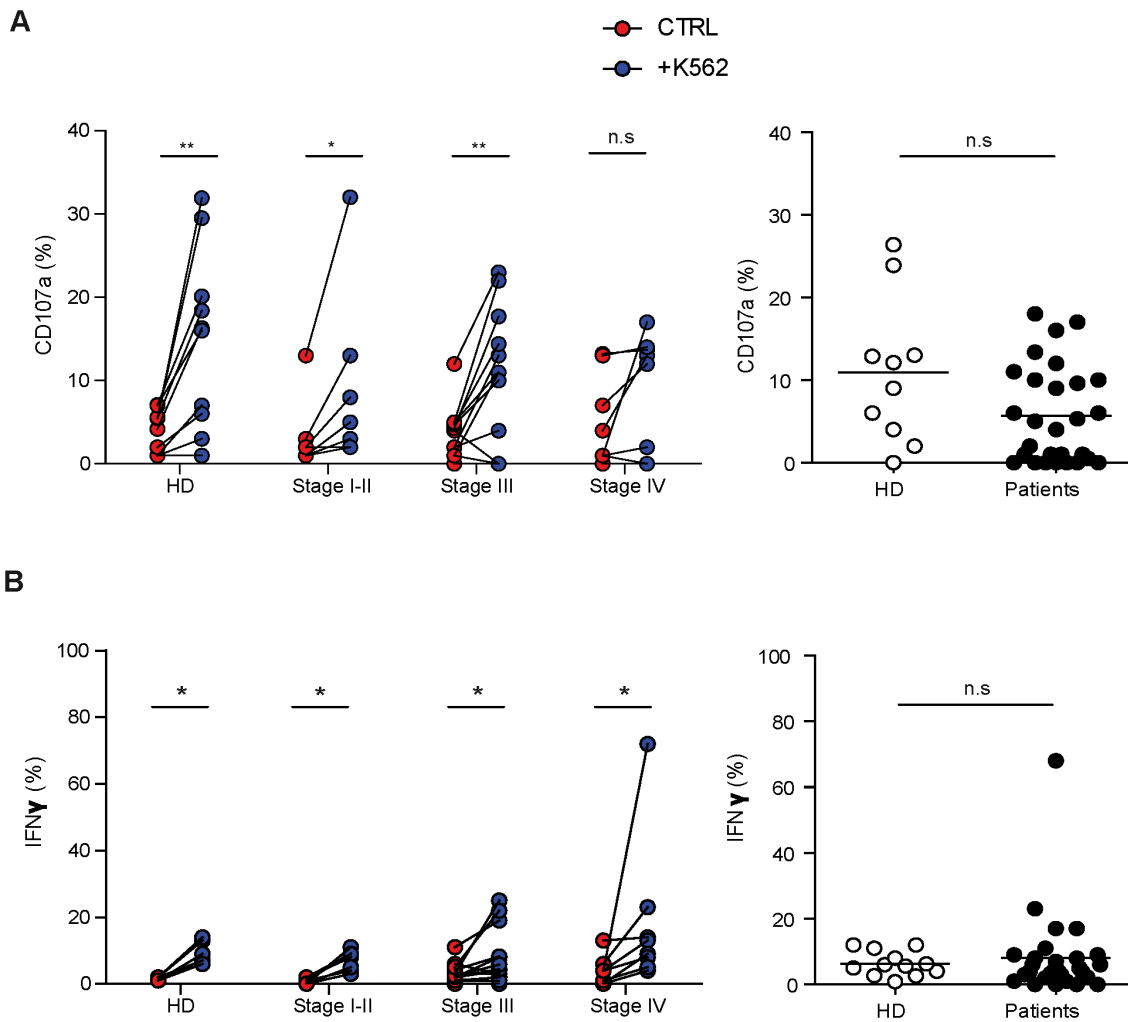 A
CTRL
+K562
CD107a (%)
40
30
20
10
0
** * ** n.s
HD Stage I-II Stage III Stage IV
CD107a (%)
40
30
20
10
0
n.s
HD Patients
B
IFNγ (%)
100
80
60
40
20
0
* * * *
HD Stage I-II Stage III Stage IV
IFNγ (%)
100
80
60
40
20
0
n.s
HD Patients